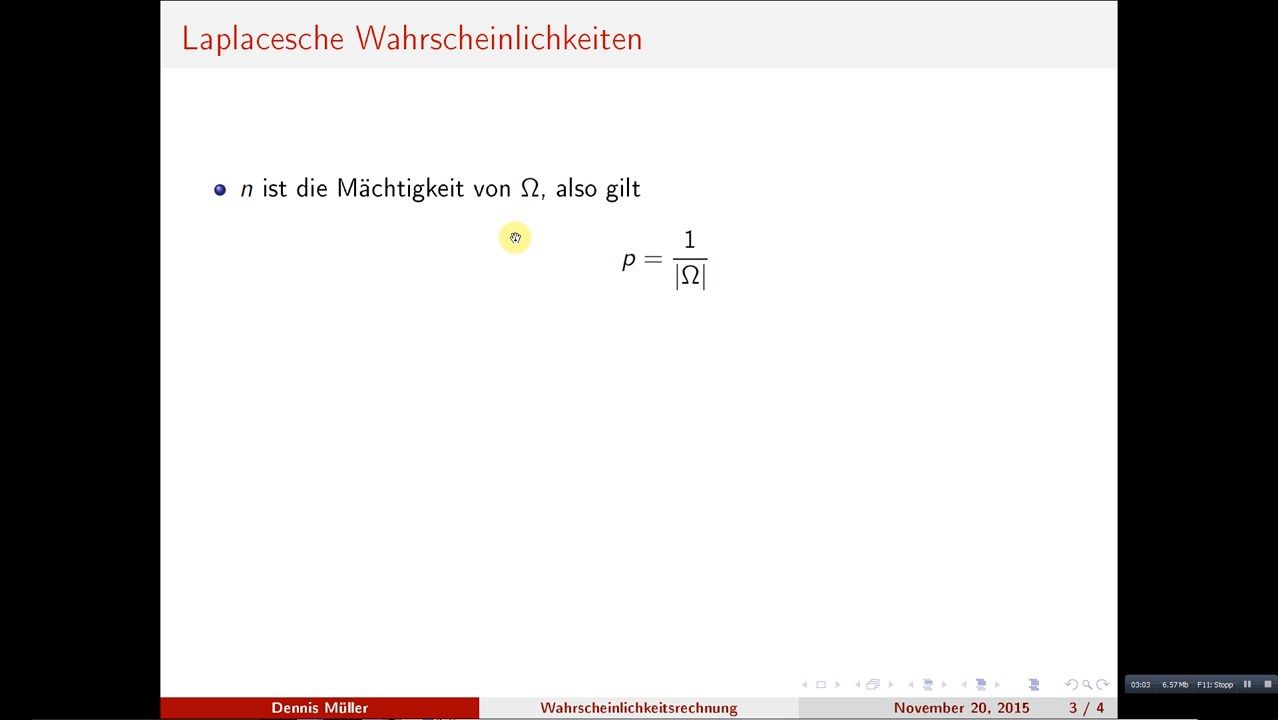 Laplacesche Wahrscheinlichkeiten
n ist die Mächtigkeit von Ω, also gilt
p = 1/|Ω|
Dennis Müller Wahrscheinlichkeitsrechnung November 20, 2015 3 / 4
03:03 6.57 Mb F11: Stopp